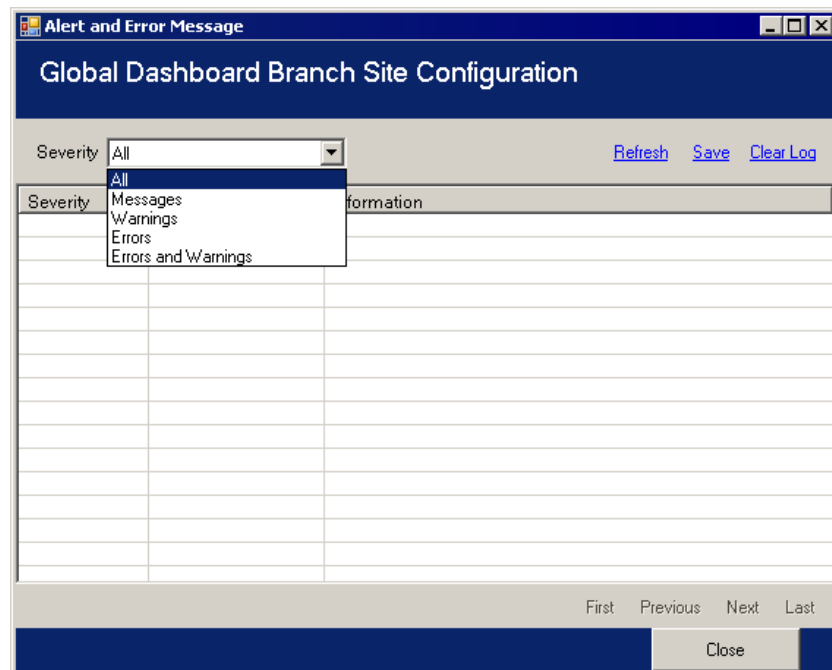 Alert and Error Message
Global Dashboard Branch Site Configuration
Severity All Refresh Save Clear Log
All
Messages
Warnings
Errors
Errors and Warnings
Severity formation
First Previous Next Last
Close